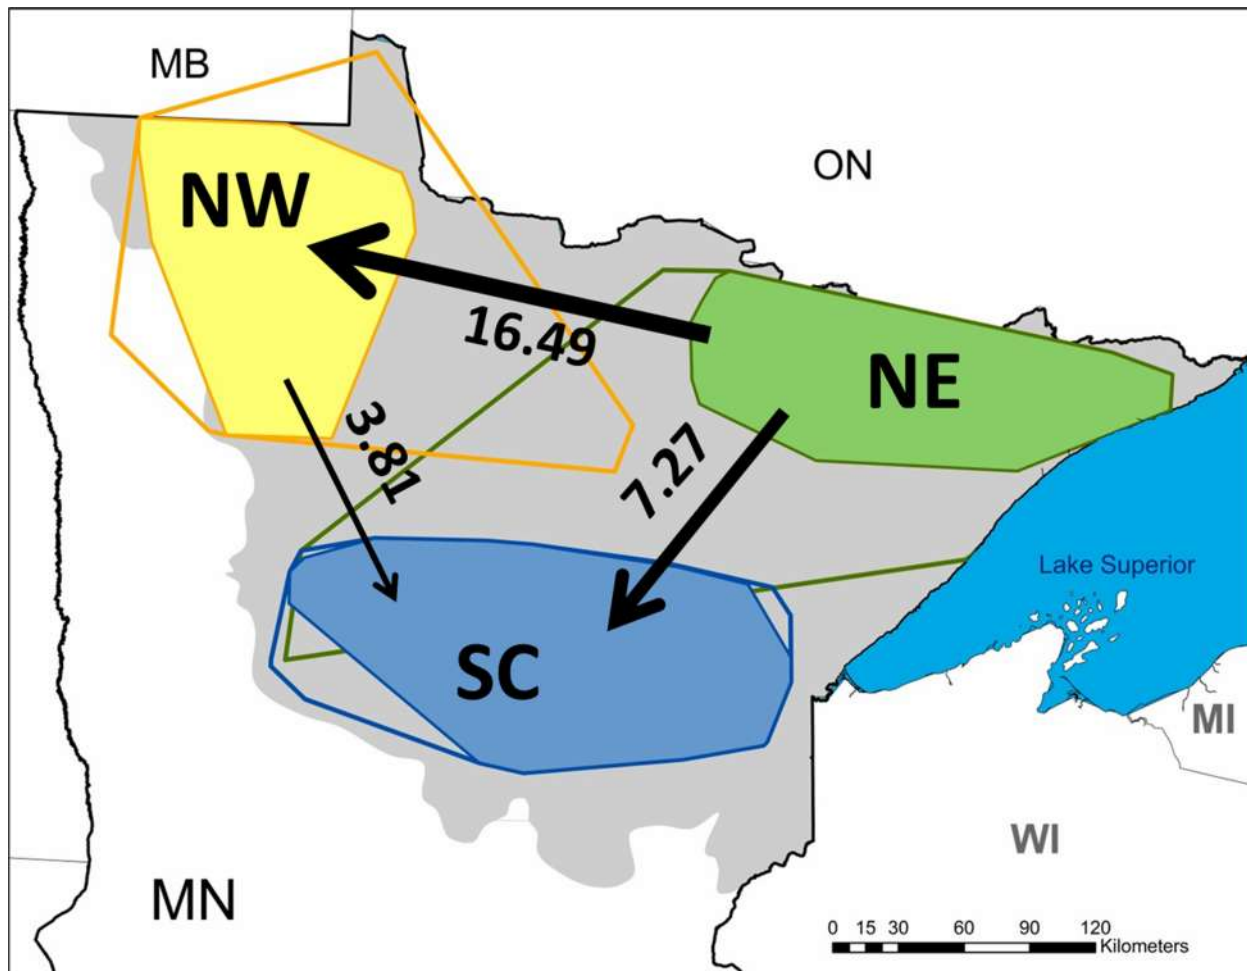 MB
ON
NW
16.49
NE
3.81
7.27
Lake Superior
SC
MI
WI
MN
0 15 30 60 90 120
Kilometers